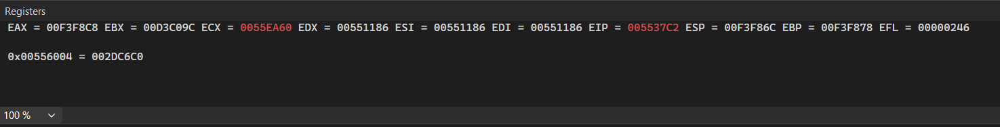 Registers
EAX = 00F3F8C8 EBX = 00D3C09C ECX = 0055EA60 EDX = 00551186 ESI = 00551186 EDI = 00551186 EIP = 005537C2 ESP = 00F3F86C EBP = 00F3F878 EFL = 00000246
0x00556004 = 002DC6C0
100 %